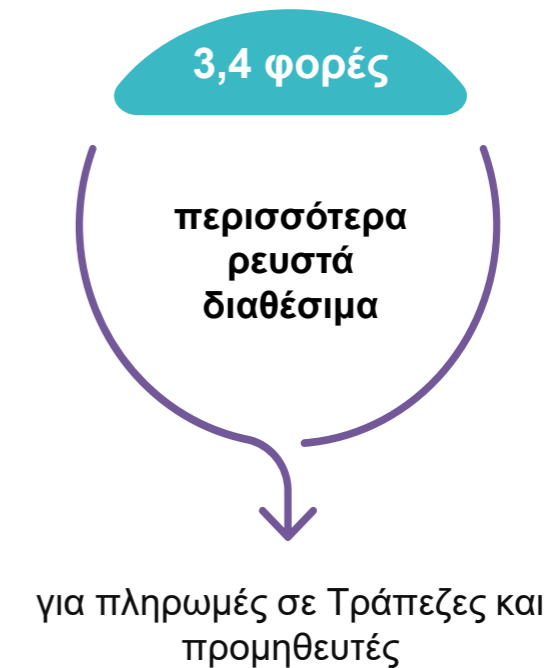 3,4 φορές
περισσότερα
ρευστά
διαθέσιμα
για πληρωμές σε Τράπεζες και
προμηθευτές